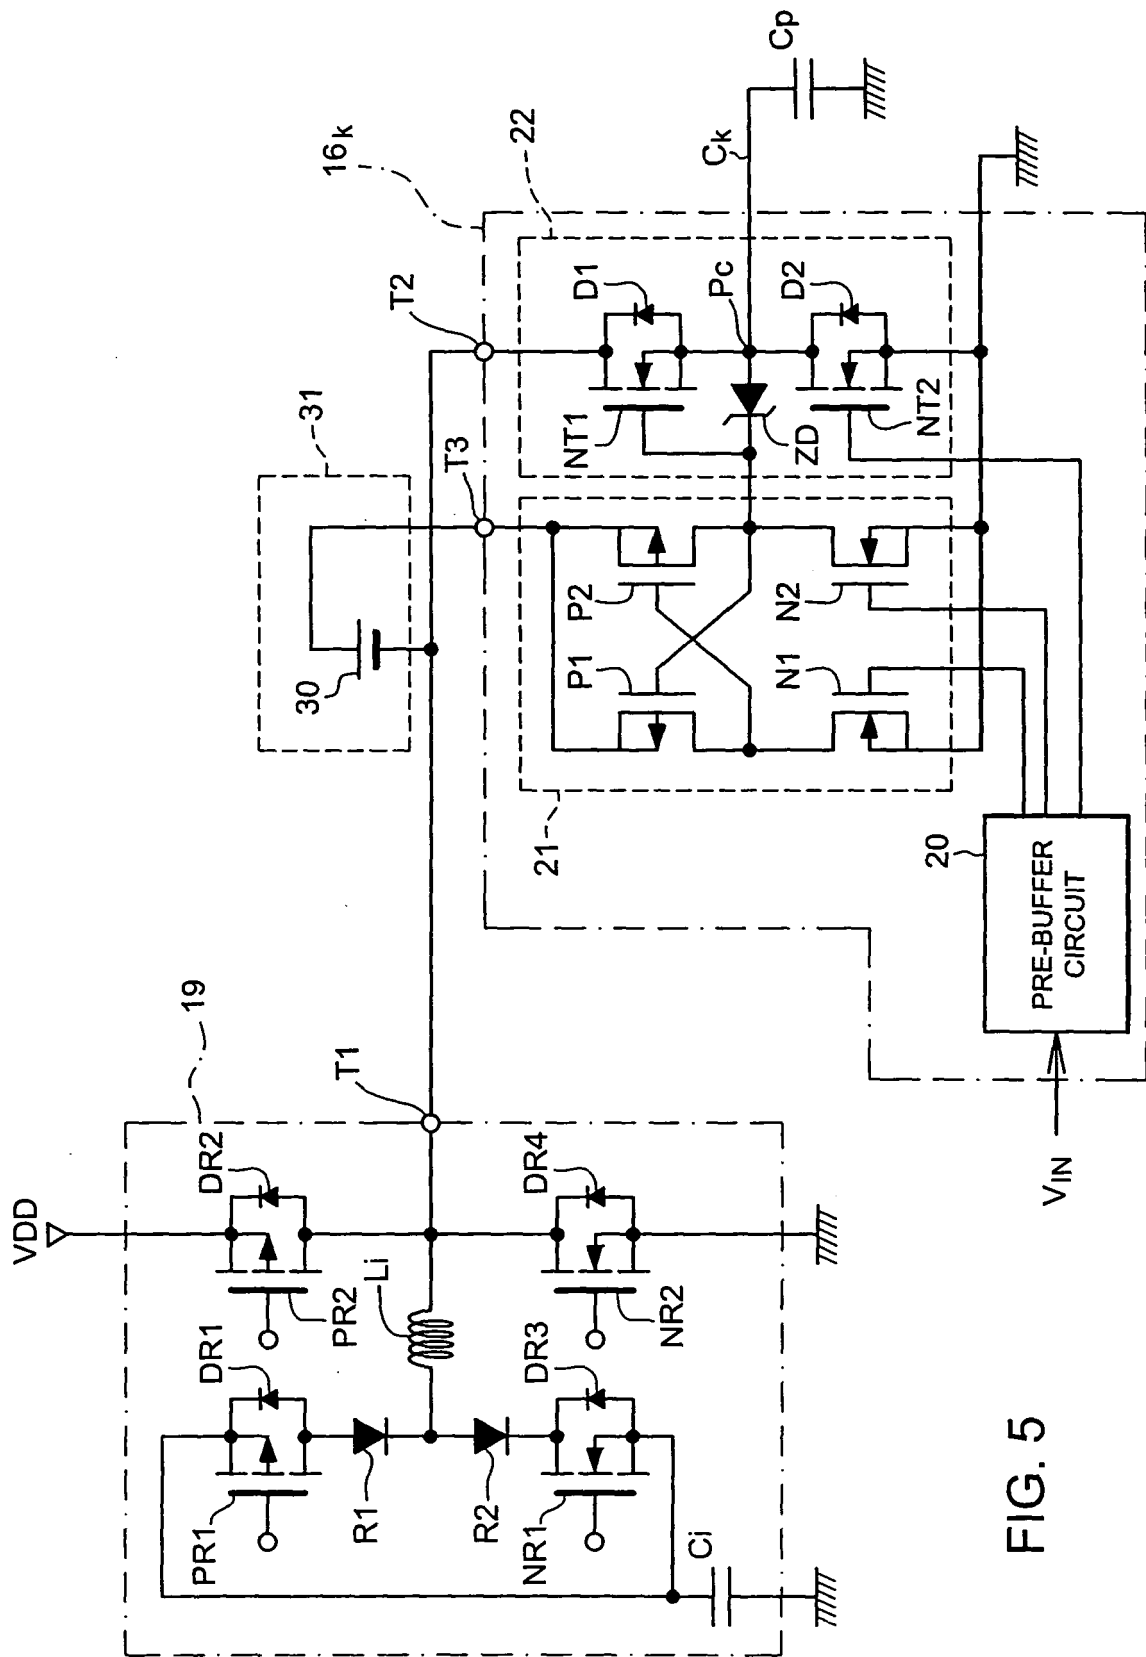 VDD
19
DR1
DR2
PR1
PR2
R1
Li
T1
R2
DR3
DR4
NR1
NR2
Ci
31
30
T3
T2
16k
22
21
P1
P2
N1
N2
NT1
D1
Pc
ZD
D2
NT2
Ck
Cp
20
PRE-BUFFER
CIRCUIT
VIN
FIG. 5